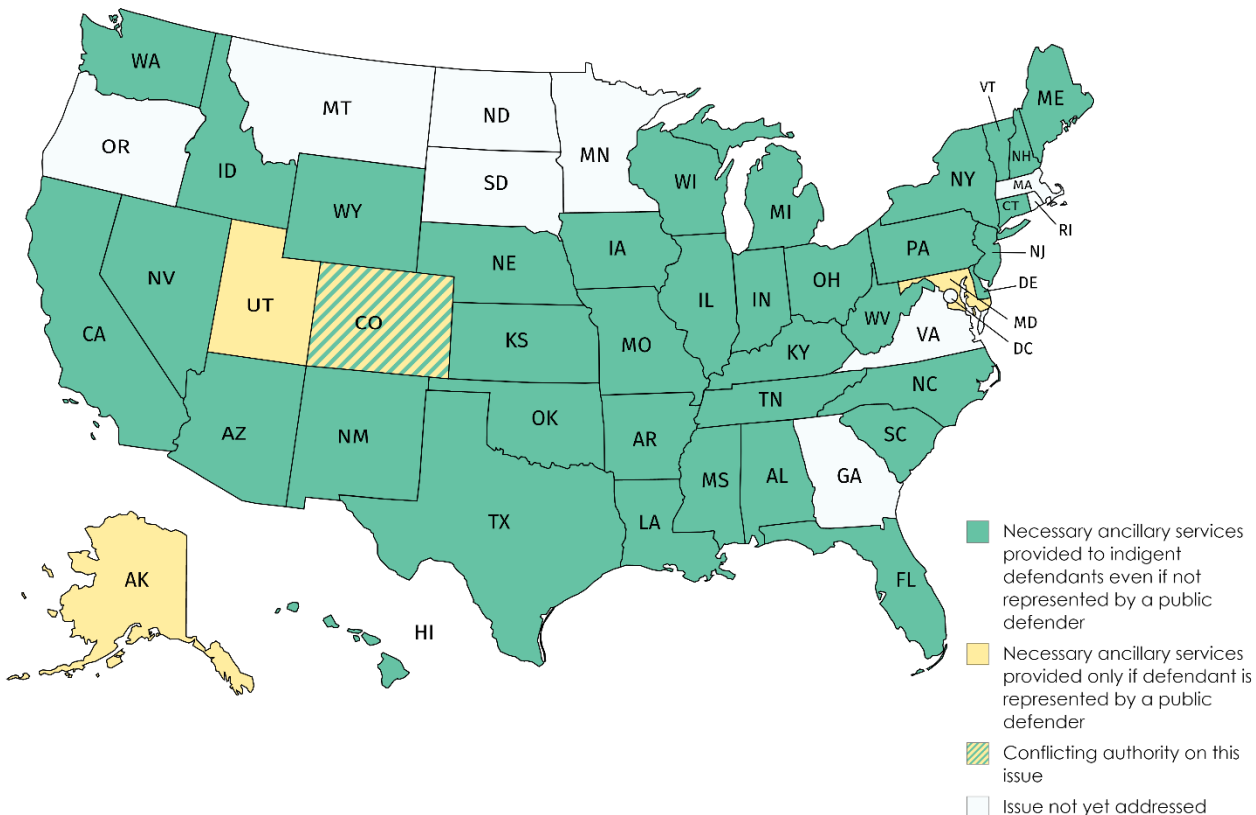 WA
MT
ND
MN
OR
ID
SD
WY
WI
MI
NY
VT
ME
NH
MA
CT
RI
NV
UT
CO
NE
IA
IL
IN
OH
PA
NJ
DE
MD
DC
CA
KS
MO
KY
WV
VA
AZ
NM
OK
AR
TN
NC
SC
TX
LA
MS
AL
GA
FL
AK
HI
Necessary ancillary services
provided to indigent
defendants even if not
represented by a public
defender
Necessary ancillary services
provided only if defendant is
represented by a public
defender
Conflicting authority on this
issue
Issue not yet addressed